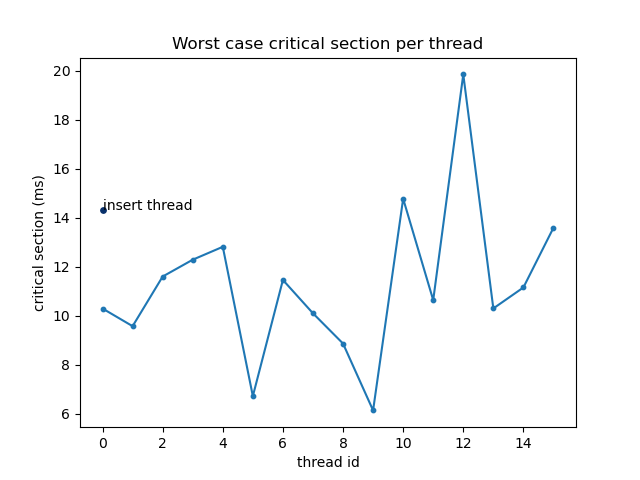 Worst case critical section per thread
20
18
16
14
12
10
8
6
critical section (ms)
insert thread
0 2 4 6 8 10 12 14
thread id